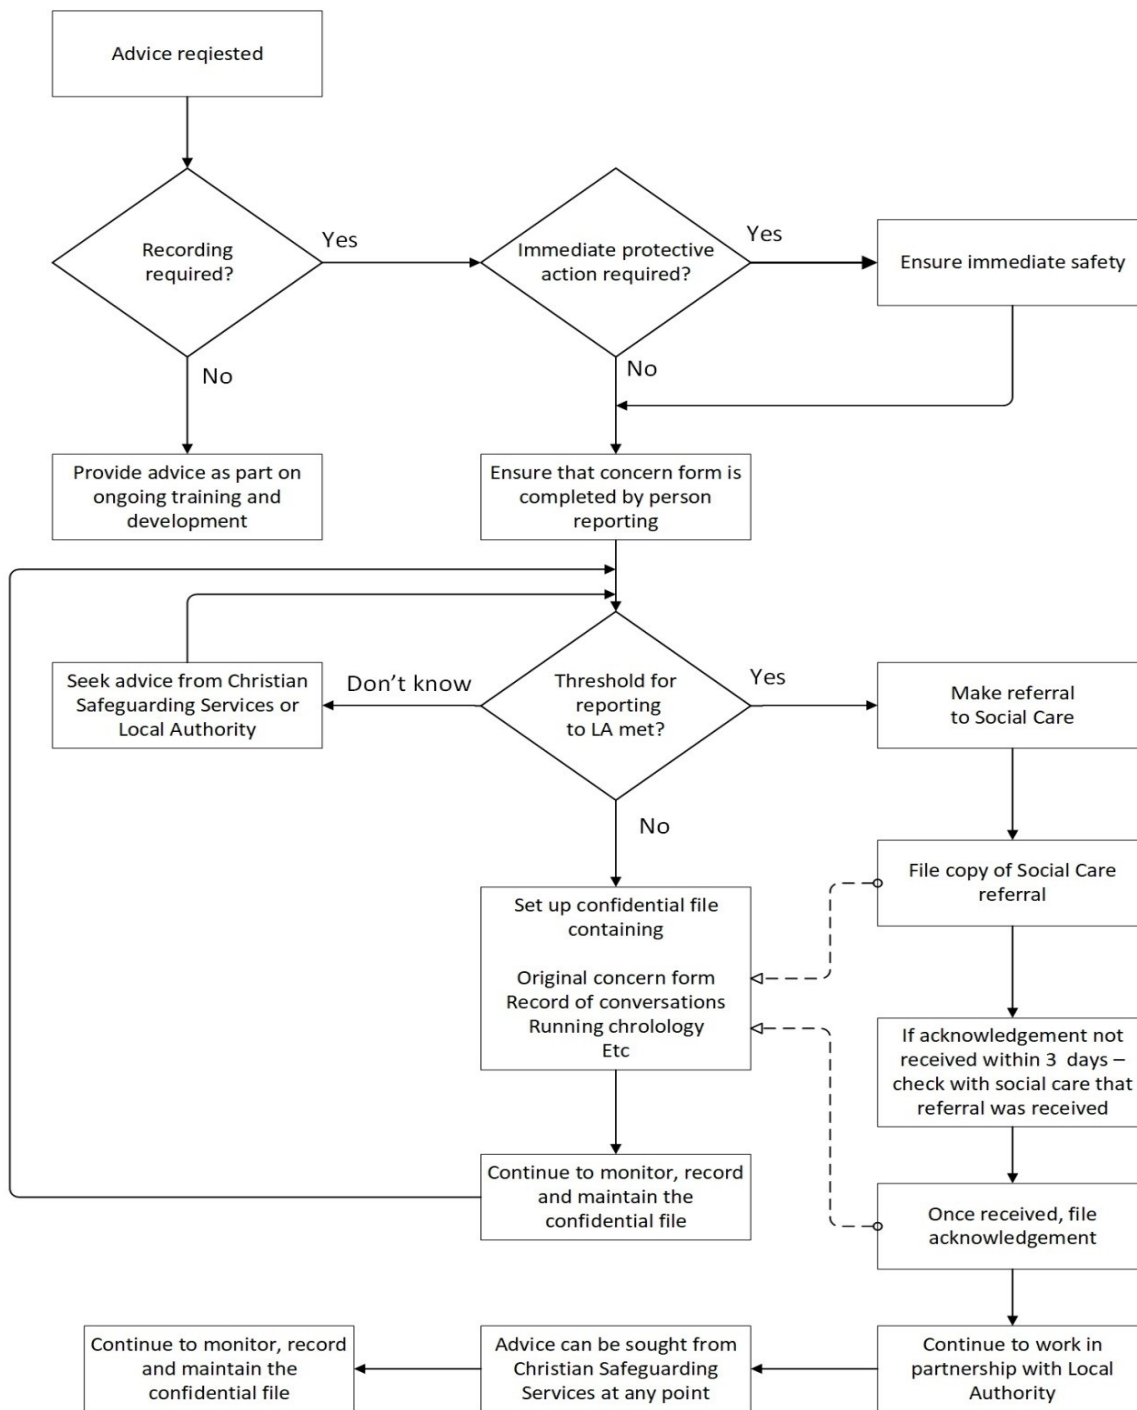 Advice reqiested
Recording
required?
Yes
Immediate protective
action required?
Yes
Ensure immediate safety
No
No
Provide advice as part on
ongoing training and
development
Ensure that concern form is
completed by person
reporting
Seek advice from Christian
Safeguarding Services or
Local Authority
Don't know
Threshold for
reporting
to LA met?
Yes
Make referral
to Social Care
No
File copy of Social Care
referral
Set up confidential file
containing
Original concern form
Record of conversations
Running chrolology
Etc
If acknowledgement not
received within 3 days –
check with social care that
referral was received
Continue to monitor, record
and maintain the
confidential file
Once received, file
acknowledgement
Continue to monitor, record
and maintain the
confidential file
Advice can be sought from
Christian Safeguarding
Services at any point
Continue to work in
partnership with Local
Authority